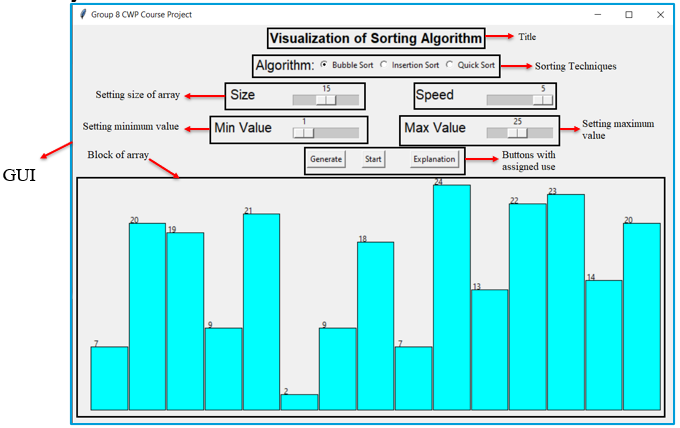 Group 8 CWP Course Project
Visualization of Sorting Algorithm
Title
Algorithm: Bubble Sort Insertion Sort Quick Sort
Sorting Techniques
Setting size of array
Size 15
Speed 5
Setting minimum value
Min Value 1
Max Value 25
Setting maximum
value
Block of array
Generate Start Explanation
Buttons with
assigned use
GUI
7 20 19 9 21 2 9 18 7 24 13 22 23 14 20